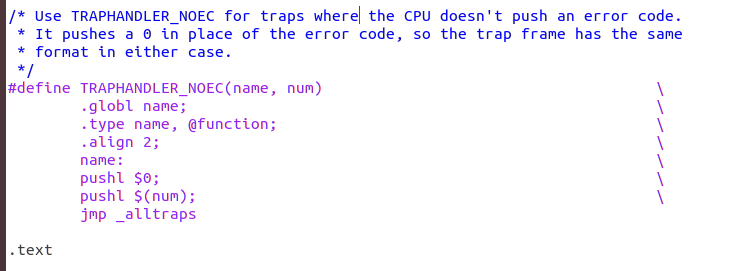 /* Use TRAPHANDLER_NOEC for traps where the CPU doesn't push an error code.
 * It pushes a 0 in place of the error code, so the trap frame has the same
 * format in either case.
 */
#define TRAPHANDLER_NOEC(name, num)                                     \
        .globl name;                                                    \
        .type name, @function;                                          \
        .align 2;                                                       \
        name:                                                           \
        pushl $0;                                                       \
        pushl $(num);                                                   \
        jmp _alltraps

.text